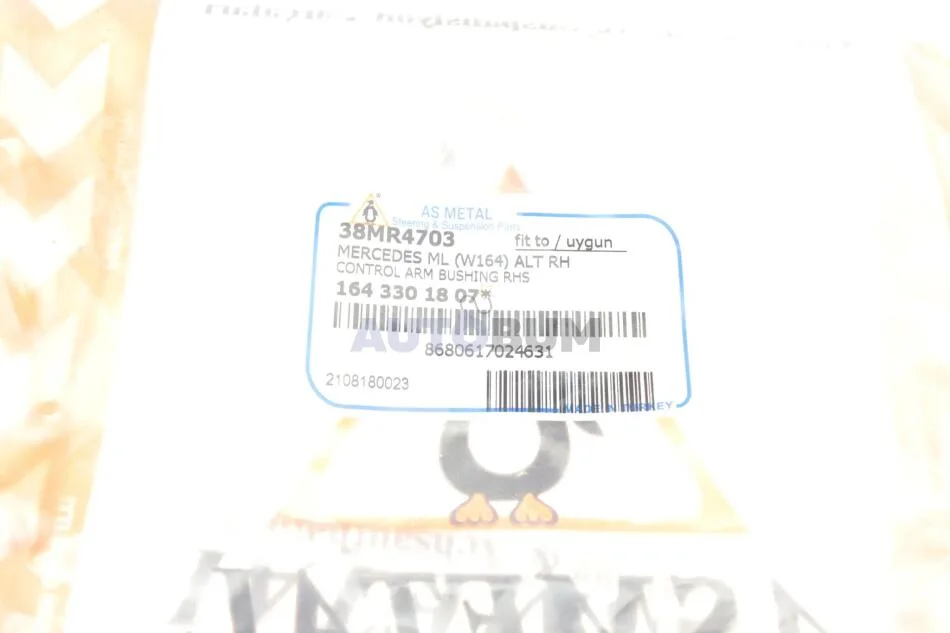 AS METAL
Steering & Suspension Parts
38MR4703 fit to / uygun
MERCEDES ML (W164) ALT RH
CONTROL ARM BUSHING RHS
164 330 18 07*
AUTOBUM
8680617024631
2108180023
MADE IN TURKEY